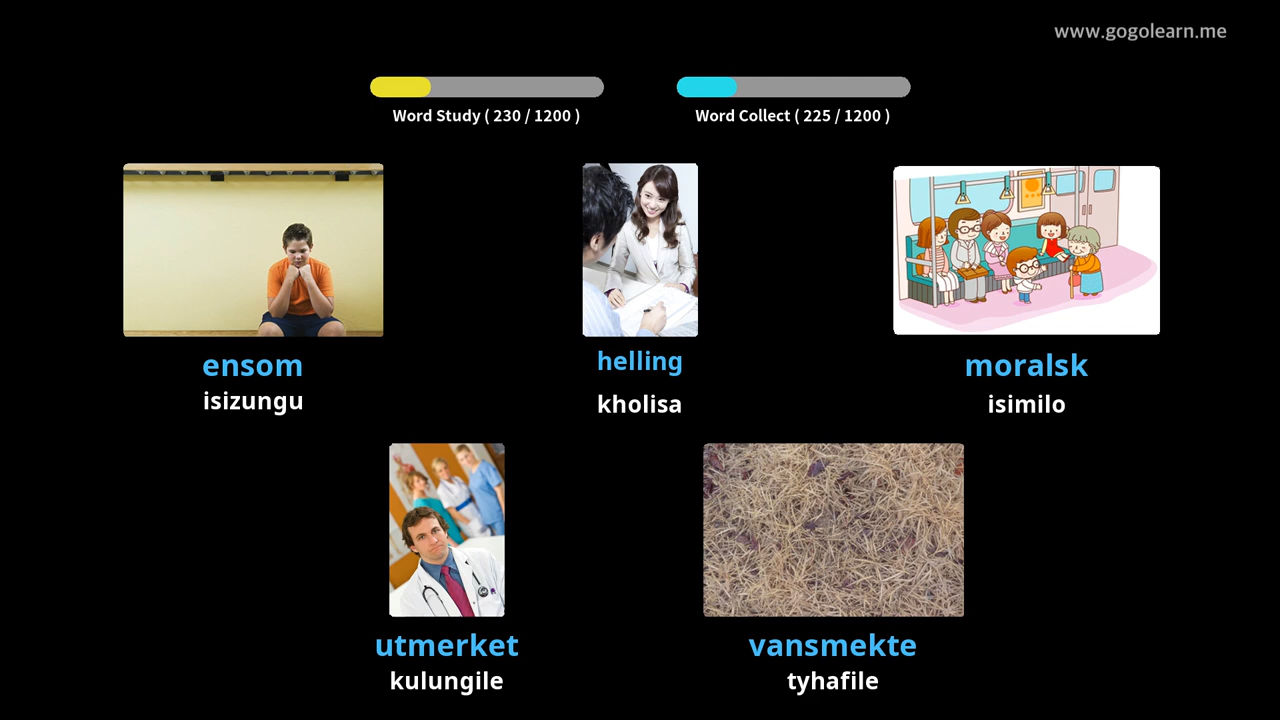 www.gogolearn.me
Word Study ( 230 / 1200 )
Word Collect ( 225 / 1200 )
ensom
isizungu
helling
kholisa
moralsk
isimilo
utmerket
kulungile
vansmekte
tyhafile